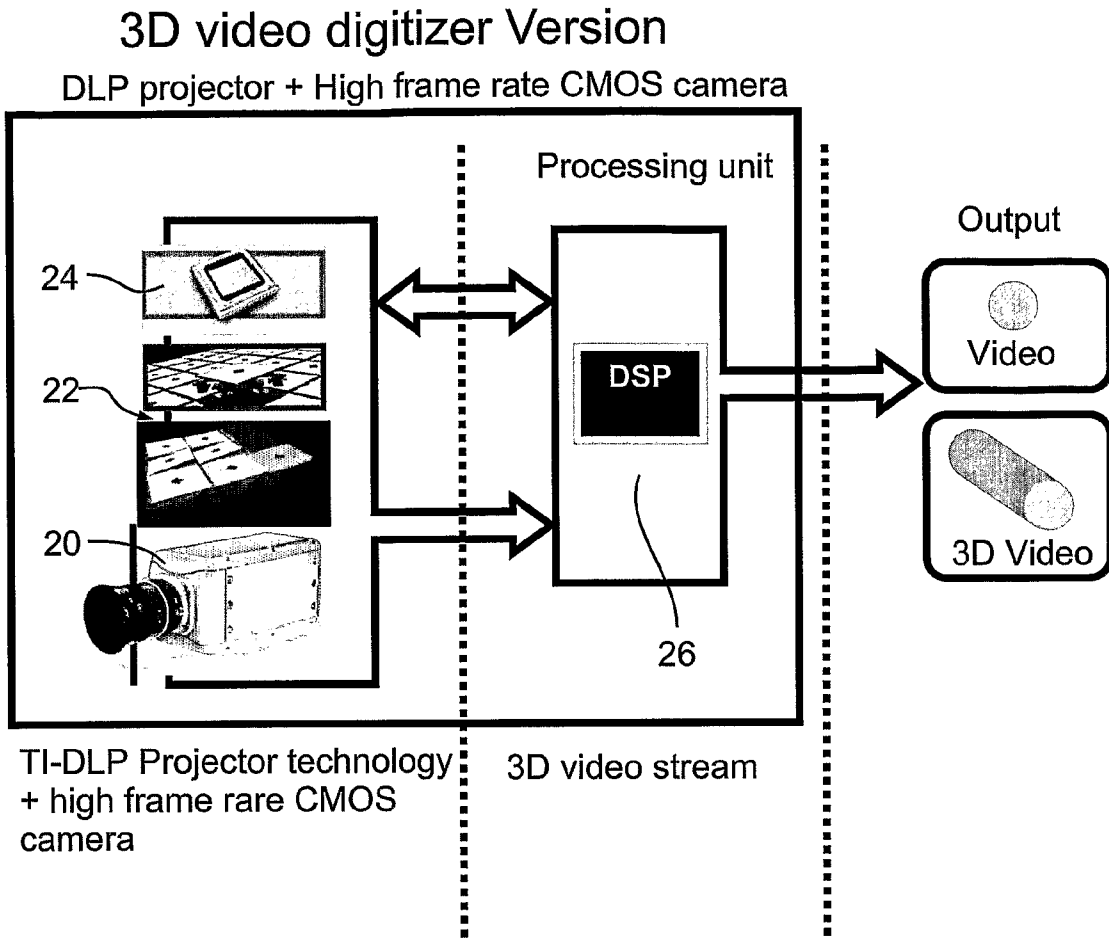 3D video digitizer Version
DLP projector + High frame rate CMOS camera
Processing unit
Output
24
22
20
DSP
26
Video
3D Video
TI-DLP Projector technology
+ high frame rare CMOS
camera
3D video stream